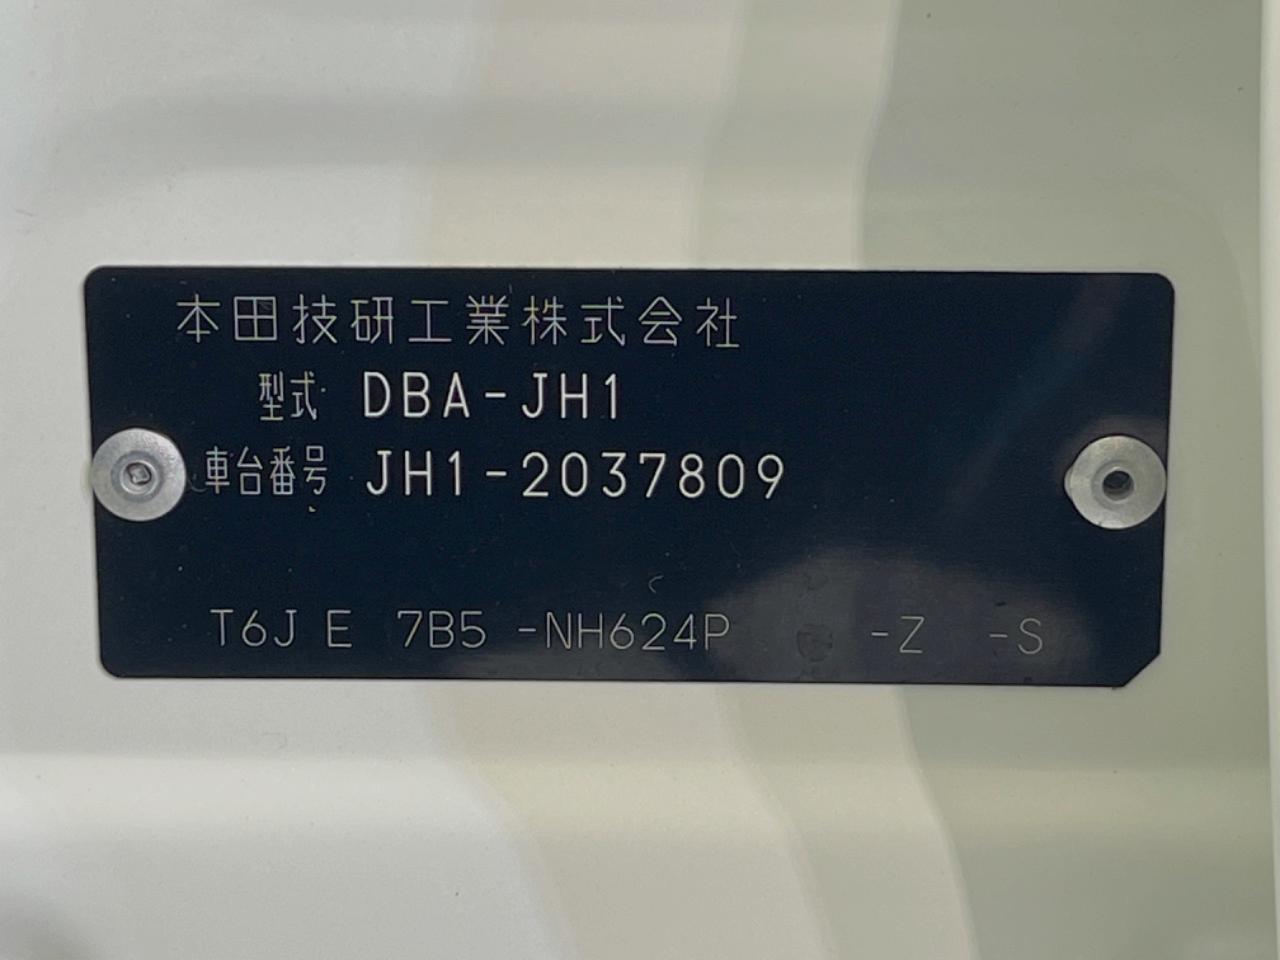 本田技研工業株式会社
型式 DBA-JH1
車台番号 JH1-2037809
T6J E 7B5 -NH624P -Z -S